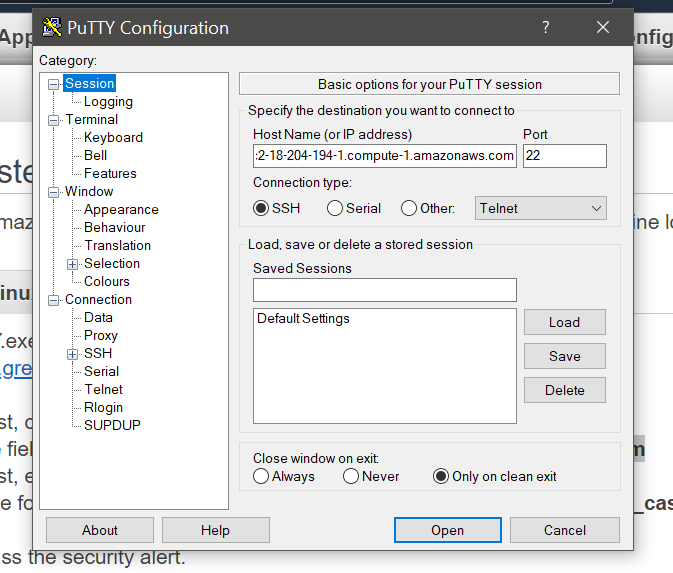 App
PuTTY Configuration
?
onfig
Category:
Session
Logging
Terminal
Keyboard
Bell
Features
Window
Appearance
Behaviour
Translation
Selection
Colours
Connection
Data
Proxy
SSH
Serial
Telnet
Rlogin
SUPDUP
Basic options for your PuTTY session
Specify the destination you want to connect to
Host Name (or IP address)
Port
:2-18-204-194-1.compute-1.amazonaws.com
22
Connection type:
SSH
Serial
Other:
Telnet
Load, save or delete a stored session
Saved Sessions
Default Settings
Load
Save
Delete
Close window on exit:
Always
Never
Only on clean exit
About
Help
Open
Cancel
ste
maz
ine lo
inux
.exe
.gre
st, c
e fiel
m
st, e
e fo
_cas
ss the security alert.